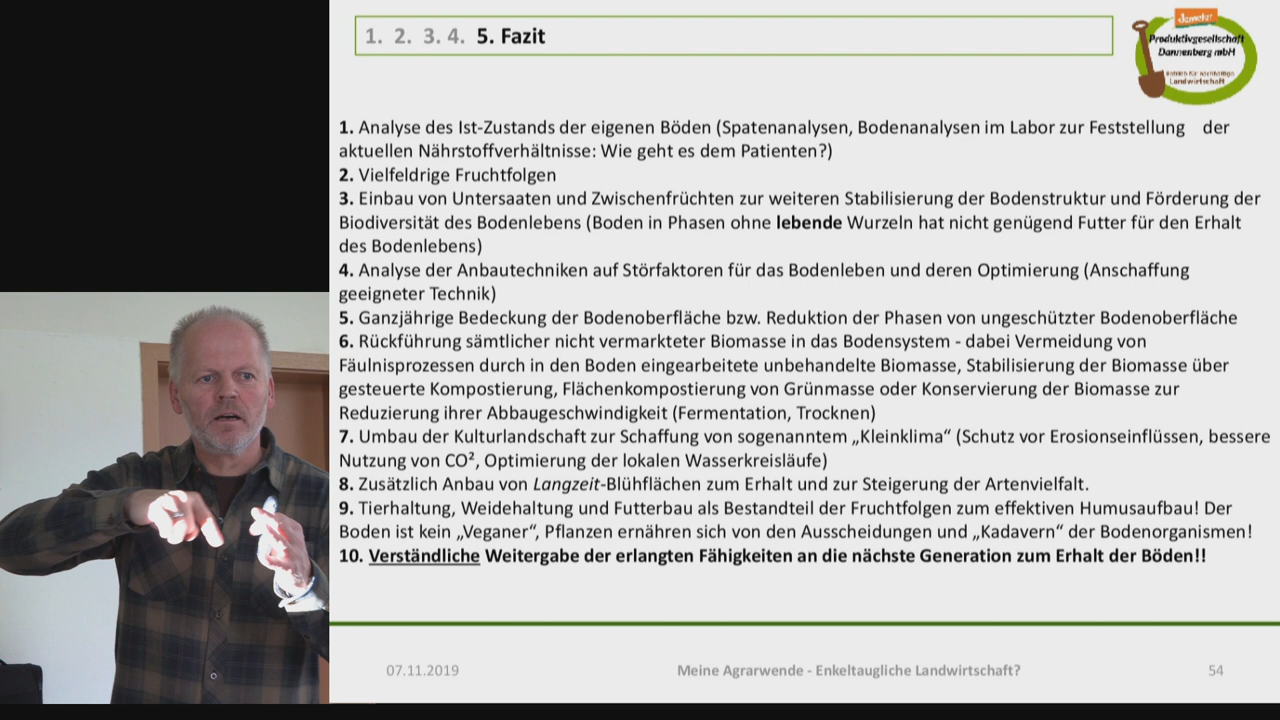 1. 2. 3. 4. 5. Fazit
demeter
Produktivgesellschaft
Dannenberg mbH
Betrieb für nachhaltige
Landwirtschaft
1. Analyse des Ist-Zustands der eigenen Böden (Spatenanalysen, Bodenanalysen im Labor zur Feststellung der
aktuellen Nährstoffverhältnisse: Wie geht es dem Patienten?)
2. Vielfeldrige Fruchtfolgen
3. Einbau von Untersaaten und Zwischenfrüchten zur weiteren Stabilisierung der Bodenstruktur und Förderung der
Biodiversität des Bodenlebens (Boden in Phasen ohne lebende Wurzeln hat nicht genügend Futter für den Erhalt
des Bodenlebens)
4. Analyse der Anbautechniken auf Störfaktoren für das Bodenleben und deren Optimierung (Anschaffung
geeigneter Technik)
5. Ganzjährige Bedeckung der Bodenoberfläche bzw. Reduktion der Phasen von ungeschützter Bodenoberfläche
6. Rückführung sämtlicher nicht vermarkteter Biomasse in das Bodensystem - dabei Vermeidung von
Fäulnisprozessen durch in den Boden eingearbeitete unbehandelte Biomasse, Stabilisierung der Biomasse über
gesteuerte Kompostierung, Flächenkompostierung von Grünmasse oder Konservierung der Biomasse zur
Reduzierung ihrer Abbaugeschwindigkeit (Fermentation, Trocknen)
7. Umbau der Kulturlandschaft zur Schaffung von sogenanntem „Kleinklima“ (Schutz vor Erosionseinflüssen, bessere
Nutzung von CO², Optimierung der lokalen Wasserkreisläufe)
8. Zusätzlich Anbau von Langzeit-Blühflächen zum Erhalt und zur Steigerung der Artenvielfalt.
9. Tierhaltung, Weidehaltung und Futterbau als Bestandteil der Fruchtfolgen zum effektiven Humusaufbau! Der
Boden ist kein „Veganer“, Pflanzen ernähren sich von den Ausscheidungen und „Kadavern“ der Bodenorganismen!
10. Verständliche Weitergabe der erlangten Fähigkeiten an die nächste Generation zum Erhalt der Böden!!
07.11.2019
Meine Agrarwende - Enkeltaugliche Landwirtschaft?
54